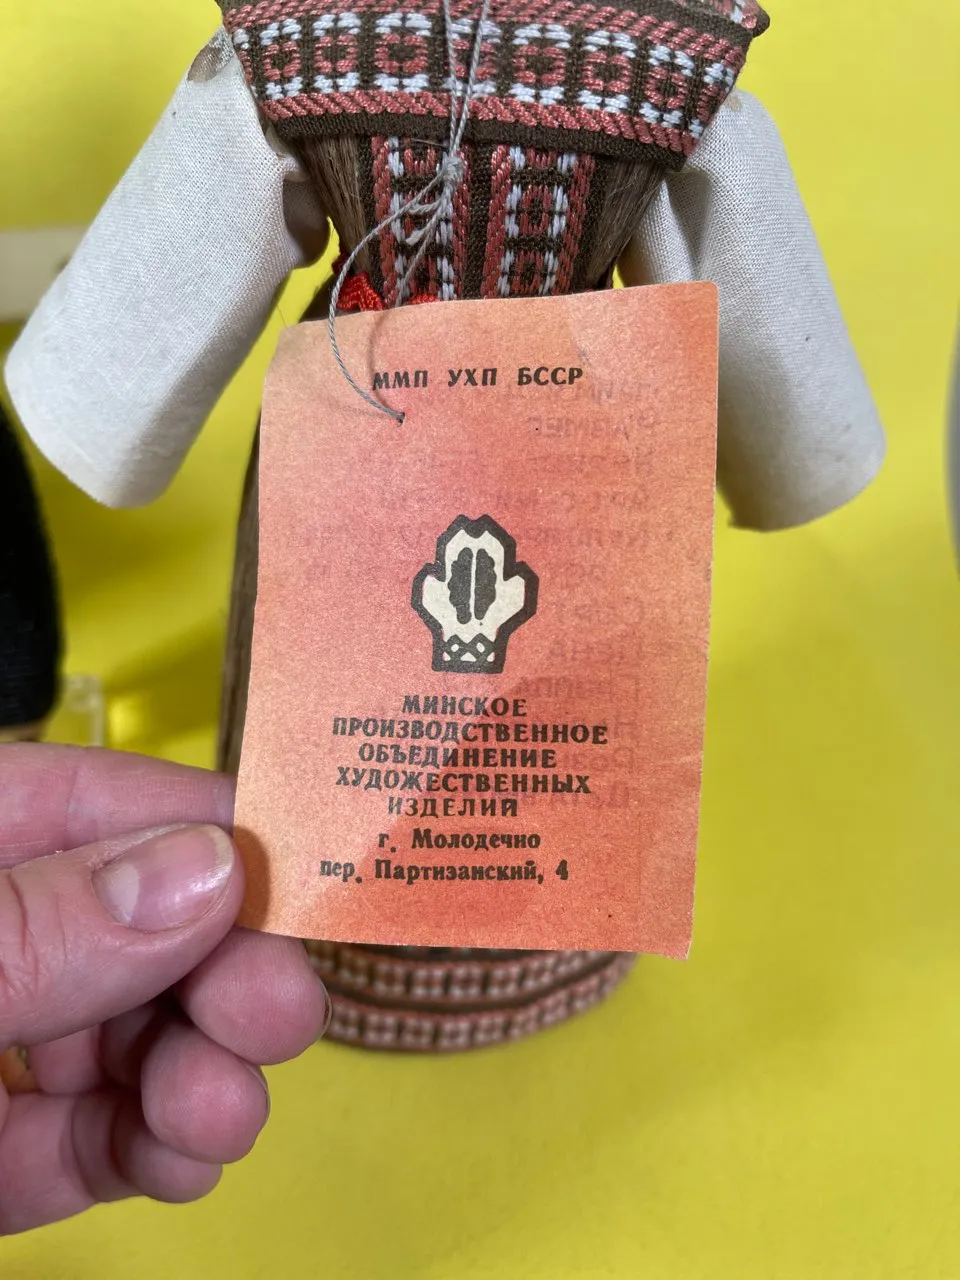 ММП УХП БССР
МИНСКОЕ
ПРОИЗВОДСТВЕННОЕ
ОБЪЕДИНЕНИЕ
ХУДОЖЕСТВЕННЫХ
ИЗДЕЛИЙ
г. Молодечно
пер. Партизанский, 4